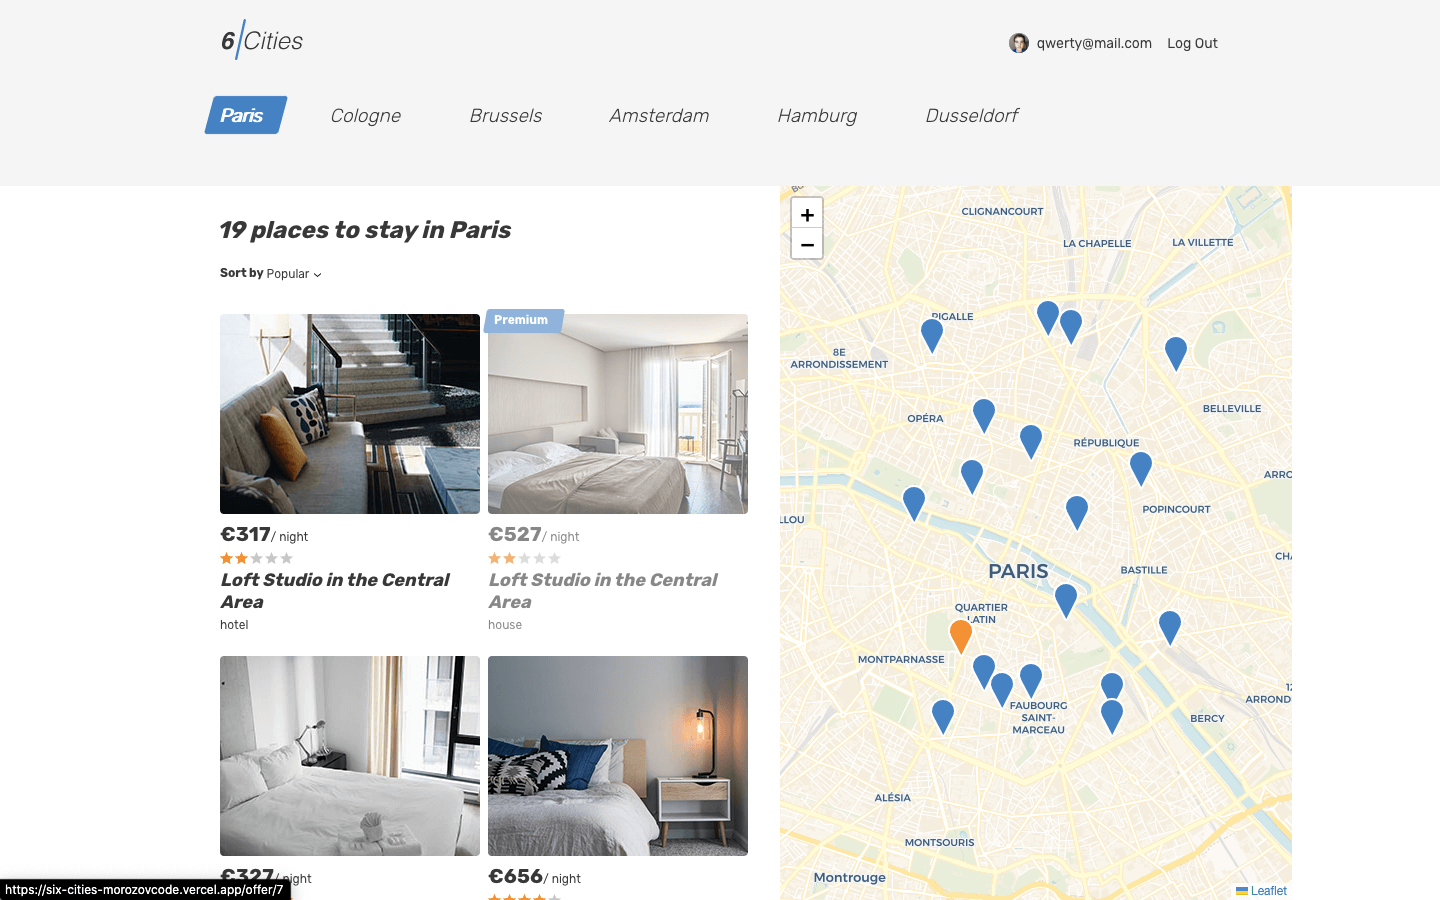 6 Cities
qwerty@mail.com Log Out
Paris Cologne Brussels Amsterdam Hamburg Dusseldorf
19 places to stay in Paris
Sort by Popular
Premium
€317/ night
Loft Studio in the Central
Area
hotel
€527/ night
Loft Studio in the Central
Area
house
€327/ night
€656/ night
https://six-cities-morozovcode.vercel.app/offer/7
+
−
CLIGNANCOURT
LA CHAPELLE
LA VILLETTE
PIGALLE
8E
ARRONDISSEMENT
BELLEVILLE
OPÉRA
RÉPUBLIQUE
ARRO
POPINCOURT
LLOU
CHA
PARIS
BASTILLE
QUARTIER
LATIN
MONTPARNASSE
12
ARROND
FAUBOURG
SAINT-
MARCEAU
BERCY
ALÉSIA
MONTSOURIS
Montrouge
Leaflet